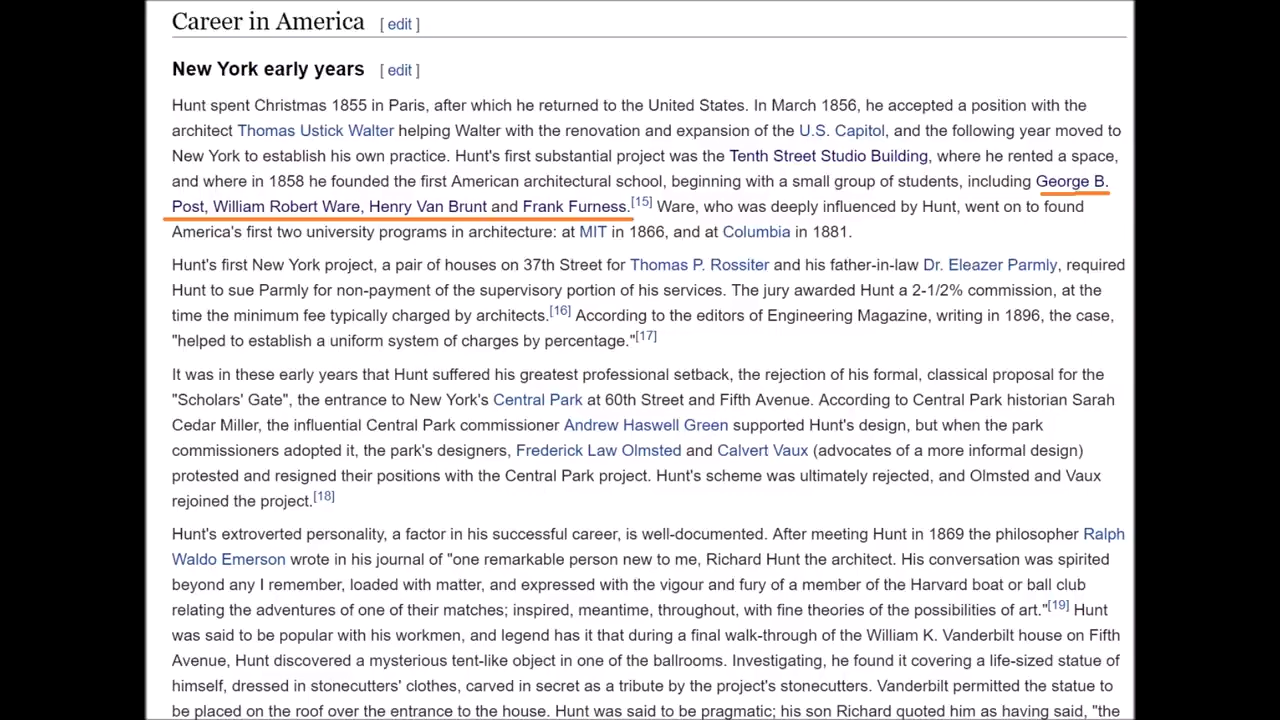 Career in America [ edit ]
New York early years [ edit ]
Hunt spent Christmas 1855 in Paris, after which he returned to the United States. In March 1856, he accepted a position with the
architect Thomas Ustick Walter helping Walter with the renovation and expansion of the U.S. Capitol, and the following year moved to
New York to establish his own practice. Hunt's first substantial project was the Tenth Street Studio Building, where he rented a space,
and where in 1858 he founded the first American architectural school, beginning with a small group of students, including George B.
Post, William Robert Ware, Henry Van Brunt and Frank Furness.[15] Ware, who was deeply influenced by Hunt, went on to found
America's first two university programs in architecture: at MIT in 1866, and at Columbia in 1881.
Hunt's first New York project, a pair of houses on 37th Street for Thomas P. Rossiter and his father-in-law Dr. Eleazer Parmly, required
Hunt to sue Parmly for non-payment of the supervisory portion of his services. The jury awarded Hunt a 2-1/2% commission, at the
time the minimum fee typically charged by architects.[16] According to the editors of Engineering Magazine, writing in 1896, the case,
"helped to establish a uniform system of charges by percentage."[17]
It was in these early years that Hunt suffered his greatest professional setback, the rejection of his formal, classical proposal for the
"Scholars' Gate", the entrance to New York's Central Park at 60th Street and Fifth Avenue. According to Central Park historian Sarah
Cedar Miller, the influential Central Park commissioner Andrew Haswell Green supported Hunt's design, but when the park
commissioners adopted it, the park's designers, Frederick Law Olmsted and Calvert Vaux (advocates of a more informal design)
protested and resigned their positions with the Central Park project. Hunt's scheme was ultimately rejected, and Olmsted and Vaux
rejoined the project.[18]
Hunt's extroverted personality, a factor in his successful career, is well-documented. After meeting Hunt in 1869 the philosopher Ralph
Waldo Emerson wrote in his journal of "one remarkable person new to me, Richard Hunt the architect. His conversation was spirited
beyond any I remember, loaded with matter, and expressed with the vigour and fury of a member of the Harvard boat or ball club
relating the adventures of one of their matches; inspired, meantime, throughout, with fine theories of the possibilities of art."[19] Hunt
was said to be popular with his workmen, and legend has it that during a final walk-through of the William K. Vanderbilt house on Fifth
Avenue, Hunt discovered a mysterious tent-like object in one of the ballrooms. Investigating, he found it covering a life-sized statue of
himself, dressed in stonecutters' clothes, carved in secret as a tribute by the project's stonecutters. Vanderbilt permitted the statue to
be placed on the roof over the entrance to the house. Hunt was said to be pragmatic; his son Richard quoted him as having said, "the